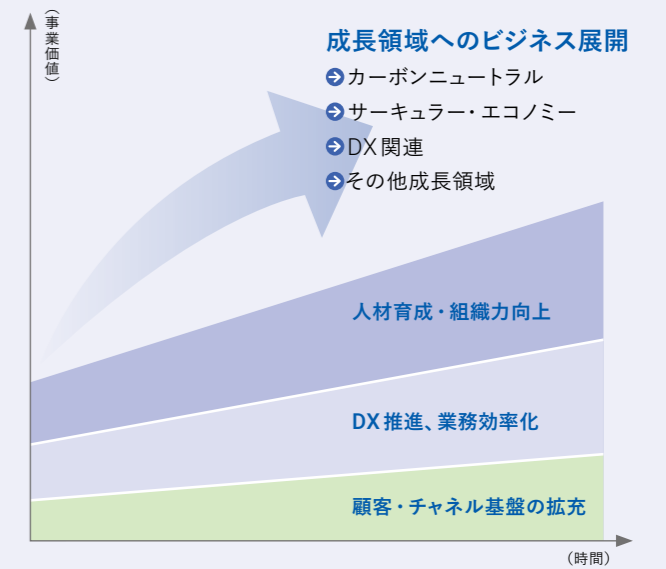 （事業価値）
成長領域へのビジネス展開
カーボンニュートラル
サーキュラー・エコノミー
DX関連
その他成長領域
人材育成・組織力向上
DX推進、業務効率化
顧客・チャネル基盤の拡充
（時間）